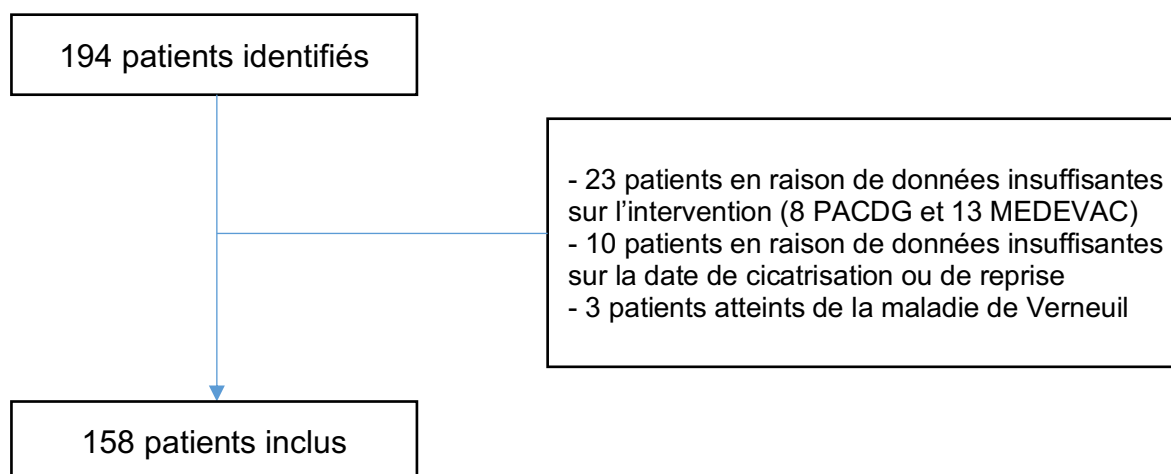 194 patients identifiés
- 23 patients en raison de données insuffisantes
sur l’intervention (8 PACDG et 13 MEDEVAC)
- 10 patients en raison de données insuffisantes
sur la date de cicatrisation ou de reprise
- 3 patients atteints de la maladie de Verneuil
158 patients inclus